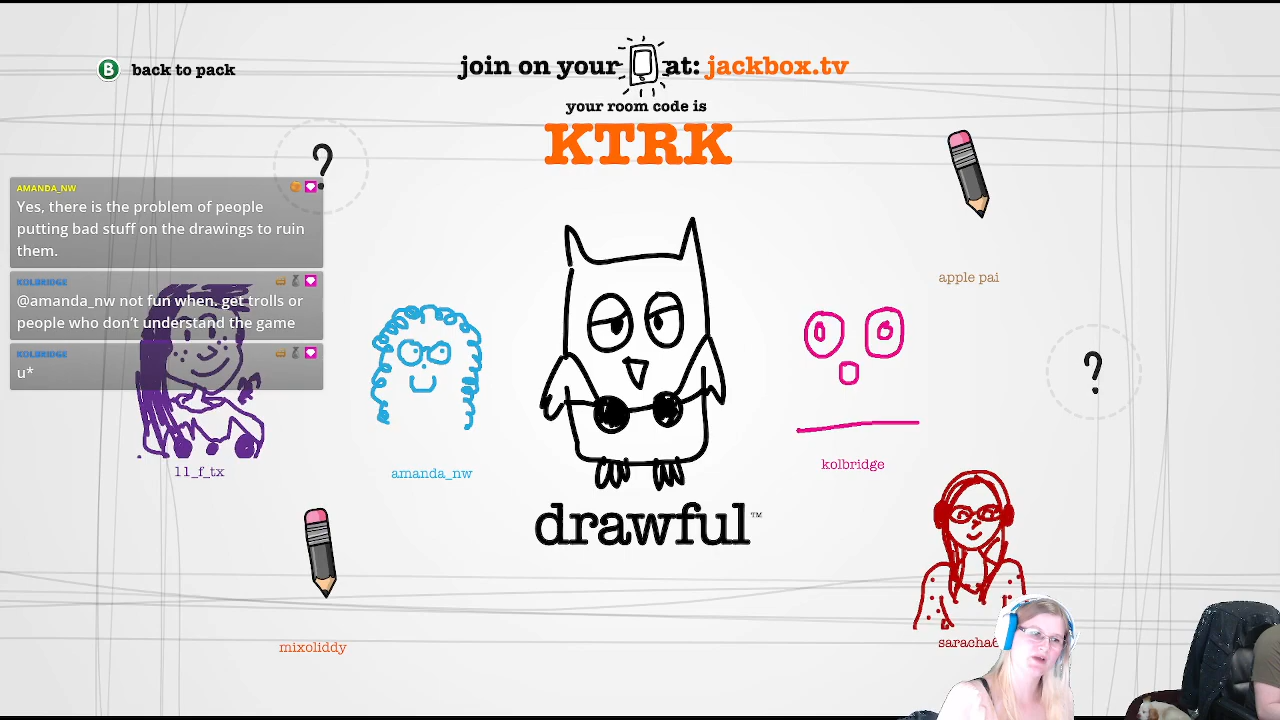 B back to pack
join on your at: jackbox.tv
your room code is
KTRK
AMANDA_NW
Yes, there is the problem of people
putting bad stuff on the drawings to ruin
them.
KOLBRIDGE
@amanda_nw not fun when. get trolls or
people who don't understand the game
KOLBRIDGE
u*
apple pai
11_f_tx
amanda_nw
kolbridge
drawful™
mixoliddy
?
?